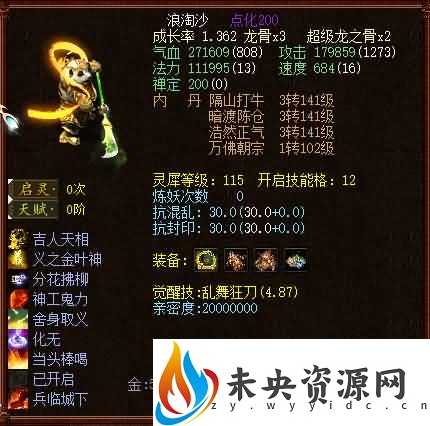 浪淘沙 点化200
成长率 1.362 龙骨x3 超级龙之骨x2
气血 271609(808) 攻击 179859(1273)
法力 111995(13) 速度 684(16)
禅定 200(0)
内 丹 隔山打牛 3转141级
暗渡陈仓 3转141级
浩然正气 3转141级
万佛朝宗 1转102级
灵犀等级: 115 开启技能格: 12
炼妖次数 0
抗混乱: 30.0(30.0+0.0)
抗封印: 30.0(30.0+0.0)
装备:
觉醒技:乱舞狂刀(4.87)
亲密度:20000000
启灵· 0次
天赋· 0阶
吉人天相
义之金叶神
分花拂柳
神工鬼力
舍身取义
化无
当头棒喝
已开启
兵临城下
金:
未央资源网
zy.wyyidc.cn